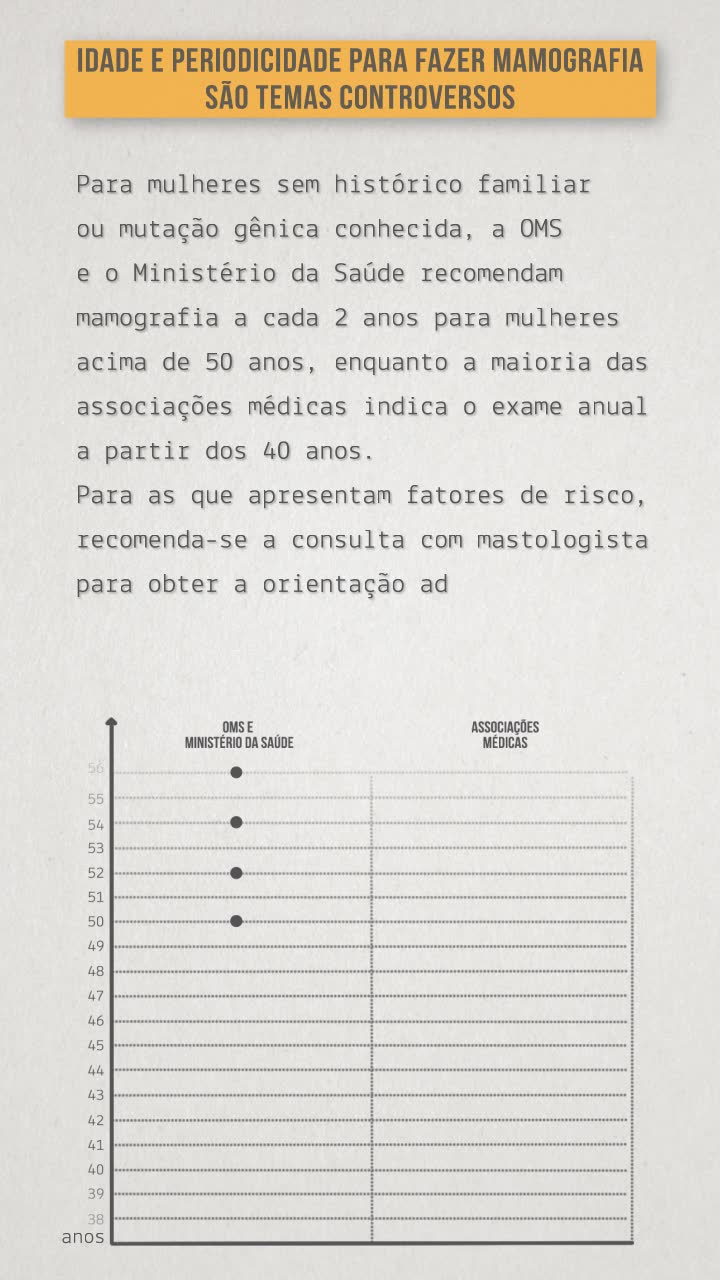 IDADE E PERIODICIDADE PARA FAZER MAMOGRAFIA
SÃO TEMAS CONTROVERSOS
Para mulheres sem histórico familiar
ou mutação gênica conhecida, a OMS
e o Ministério da Saúde recomendam
mamografia a cada 2 anos para mulheres
acima de 50 anos, enquanto a maioria das
associações médicas indica o exame anual
a partir dos 40 anos.
Para as que apresentam fatores de risco,
recomenda-se a consulta com mastologista
para obter a orientação ad
OMS E
MINISTÉRIO DA SAÚDE
ASSOCIAÇÕES
MÉDICAS
56
55
54
53
52
51
50
49
48
47
46
45
44
43
42
41
40
39
38
anos